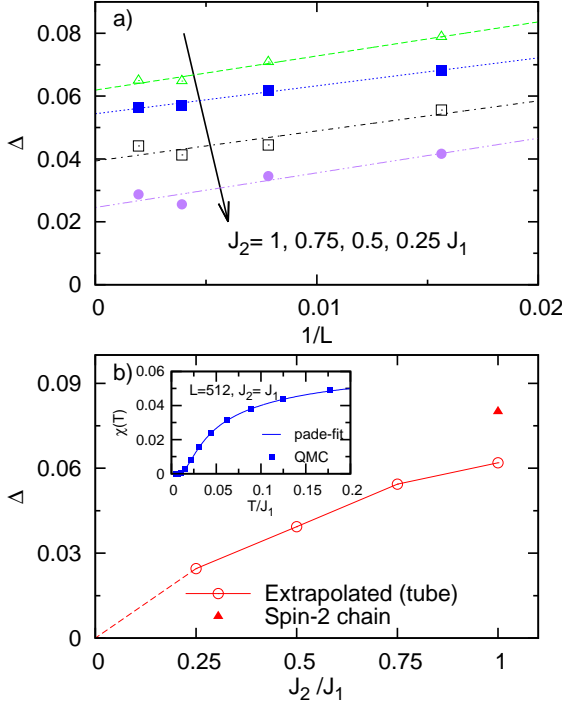 a)
0.08
0.06
0.04
0.02
0
Δ
J2= 1, 0.75, 0.5, 0.25 J1
0 0.01 0.02
1/L
b)
0.09
0.06
0.03
0
Δ
0.06
0.04
0.02
0
χ(T)
L=512, J2= J1
pade-fit
QMC
0 0.05 0.1 0.15 0.2
T/J1
Extrapolated (tube)
Spin-2 chain
0 0.25 0.5 0.75 1
J2/J1